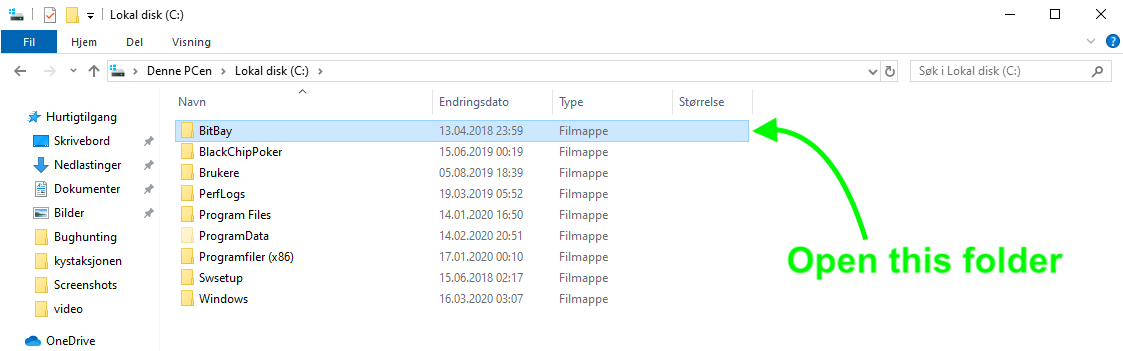 Lokal disk (C:)
Fil Hjem Del Visning
Denne PCen Lokal disk (C:) Søk i Lokal disk (C:)
Navn Endringsdato Type Størrelse
Hurtigtilgang
Skrivebord
Nedlastinger
Dokumenter
Bilder
Bughunting
kystaksjonen
Screenshots
video
OneDrive
BitBay 13.04.2018 23:59 Filmappe
BlackChipPoker 15.06.2019 00:19 Filmappe
Brukere 05.08.2019 18:39 Filmappe
PerfLogs 19.03.2019 05:52 Filmappe
Program Files 14.01.2020 16:50 Filmappe
ProgramData 14.02.2020 20:51 Filmappe
Programfiler (x86) 17.01.2020 00:10 Filmappe
Swsetup 15.06.2018 02:17 Filmappe
Windows 16.03.2020 03:07 Filmappe
Open this folder